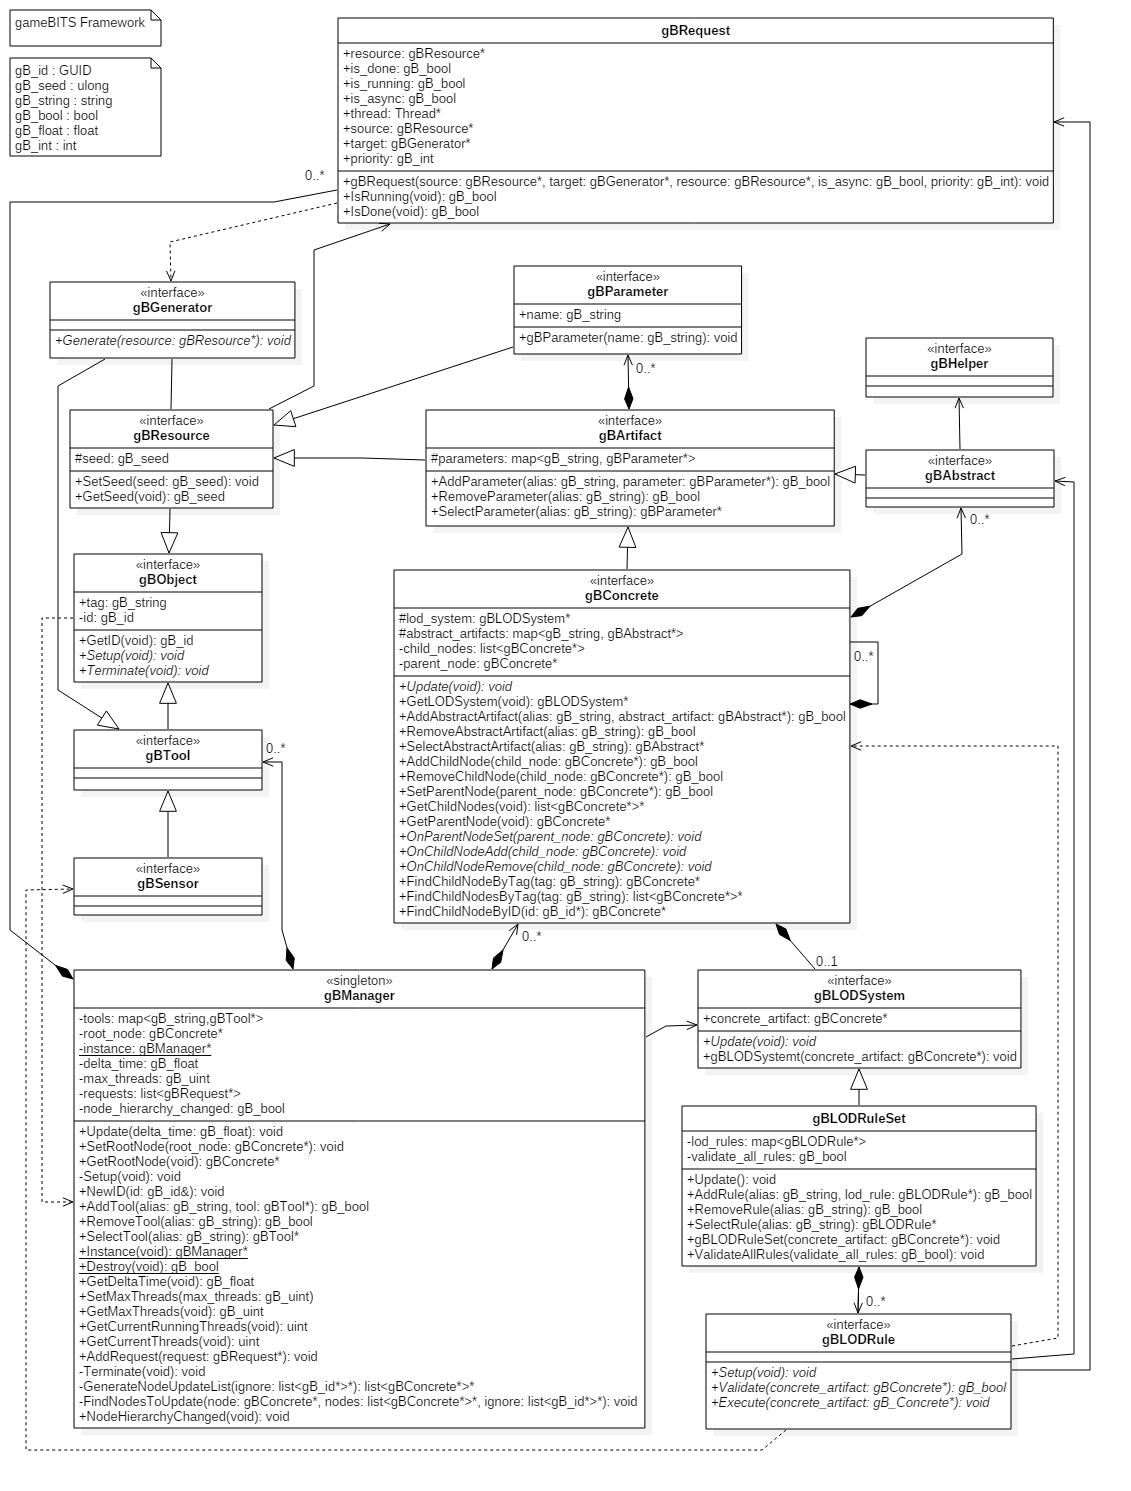 gameBITS Framework
gB_id : GUID
gB_seed : ulong
gB_string : string
gB_bool : bool
gB_float : float
gB_int : int
gBRequest
+resource: gBResource*
+is_done: gB_bool
+is_running: gB_bool
+is_async: gB_bool
+thread: Thread*
+source: gBResource*
+target: gBGenerator*
+priority: gB_int
+gBRequest(source: gBResource*, target: gBGenerator*, resource: gBResource*, is_async: gB_bool, priority: gB_int): void
+IsRunning(void): gB_bool
+IsDone(void): gB_bool
0..*
«interface»
gBGenerator
+Generate(resource: gBResource*): void
«interface»
gBParameter
+name: gB_string
+gBParameter(name: gB_string): void
0..*
«interface»
gBHelper
«interface»
gBResource
#seed: gB_seed
+SetSeed(seed: gB_seed): void
+GetSeed(void): gB_seed
«interface»
gBArtifact
#parameters: map<gB_string, gBParameter*>
+AddParameter(alias: gB_string, parameter: gBParameter*): gB_bool
+RemoveParameter(alias: gB_string): gB_bool
+SelectParameter(alias: gB_string): gBParameter*
«interface»
gBAbstract
0..*
«interface»
gBObject
+tag: gB_string
-id: gB_id
+GetID(void): gB_id
+Setup(void): void
+Terminate(void): void
«interface»
gBConcrete
#lod_system: gBLODSystem*
#abstract_artifacts: map<gB_string, gBAbstract*>
-child_nodes: list<gBConcrete*>
-parent_node: gBConcrete*
+Update(void): void
+GetLODSystem(void): gBLODSystem*
+AddAbstractArtifact(alias: gB_string, abstract_artifact: gBAbstract*): gB_bool
+RemoveAbstractArtifact(alias: gB_string): gB_bool
+SelectAbstractArtifact(alias: gB_string): gBAbstract*
+AddChildNode(child_node: gBConcrete*): gB_bool
+RemoveChildNode(child_node: gBConcrete*): gB_bool
+SetParentNode(parent_node: gBConcrete*): gB_bool
+GetChildNodes(void): list<gBConcrete*>*
+GetParentNode(void): gBConcrete*
+OnParentNodeSet(parent_node: gBConcrete): void
+OnChildNodeAdd(child_node: gBConcrete): void
+OnChildNodeRemove(child_node: gBConcrete): void
+FindChildNodeByTag(tag: gB_string): gBConcrete*
+FindChildNodesByTag(tag: gB_string): list<gBConcrete*>*
+FindChildNodeByID(id: gB_id*): gBConcrete*
0..*
«interface»
gBTool
0..*
«interface»
gBSensor
0..*
0..1
«singleton»
gBManager
-tools: map<gB_string,gBTool*>
-root_node: gBConcrete*
-instance: gBManager*
-delta_time: gB_float
-max_threads: gB_uint
-requests: list<gBRequest*>
-node_hierarchy_changed: gB_bool
+Update(delta_time: gB_float): void
+SetRootNode(root_node: gBConcrete*): void
+GetRootNode(void): gBConcrete*
-Setup(void): void
+NewID(id: gB_id&): void
+AddTool(alias: gB_string, tool: gBTool*): gB_bool
+RemoveTool(alias: gB_string): gB_bool
+SelectTool(alias: gB_string): gBTool*
+Instance(void): gBManager*
+Destroy(void): gB_bool
+GetDeltaTime(void): gB_float
+SetMaxThreads(max_threads: gB_uint)
+GetMaxThreads(void): gB_uint
+GetCurrentRunningThreads(void): uint
+GetCurrentThreads(void): uint
+AddRequest(request: gBRequest*): void
-Terminate(void): void
-GenerateNodeUpdateList(ignore: list<gB_id*>*): list<gBConcrete*>*
-FindNodesToUpdate(node: gBConcrete*, nodes: list<gBConcrete*>*, ignore: list<gB_id*>*): void
+NodeHierarchyChanged(void): void
«interface»
gBLODSystem
+concrete_artifact: gBConcrete*
+Update(void): void
+gBLODSystemt(concrete_artifact: gBConcrete*): void
gBLODRuleSet
-lod_rules: map<gBLODRule*>
-validate_all_rules: gB_bool
+Update(): void
+AddRule(alias: gB_string, lod_rule: gBLODRule*): gB_bool
+RemoveRule(alias: gB_string): gB_bool
+SelectRule(alias: gB_string): gBLODRule*
+gBLODRuleSet(concrete_artifact: gBConcrete*): void
+ValidateAllRules(validate_all_rules: gB_bool): void
0..*
«interface»
gBLODRule
+Setup(void): void
+Validate(concrete_artifact: gBConcrete*): gB_bool
+Execute(concrete_artifact: gB_Concrete*): void